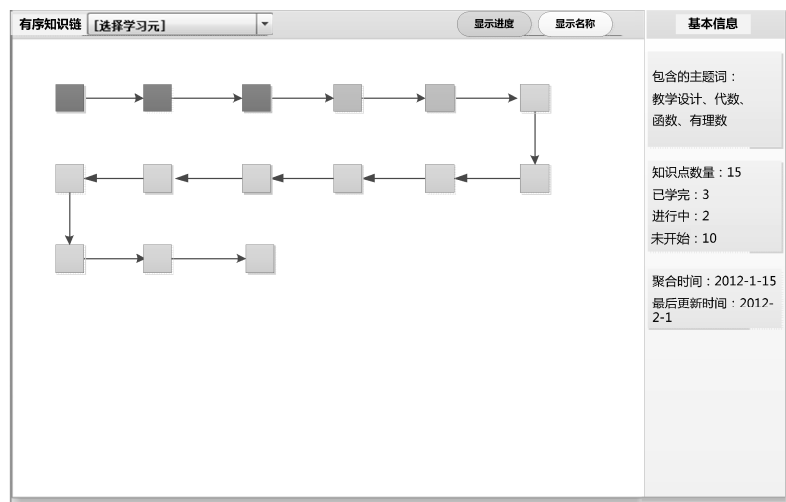 有序知识链
[选择学习元]
显示进度
显示名称
基本信息
包含的主题词：
教学设计、代数、
函数、有理数
知识点数量：15
已学完：3
进行中：2
未开始：10
聚合时间：2012-1-15
最后更新时间：2012-
2-1